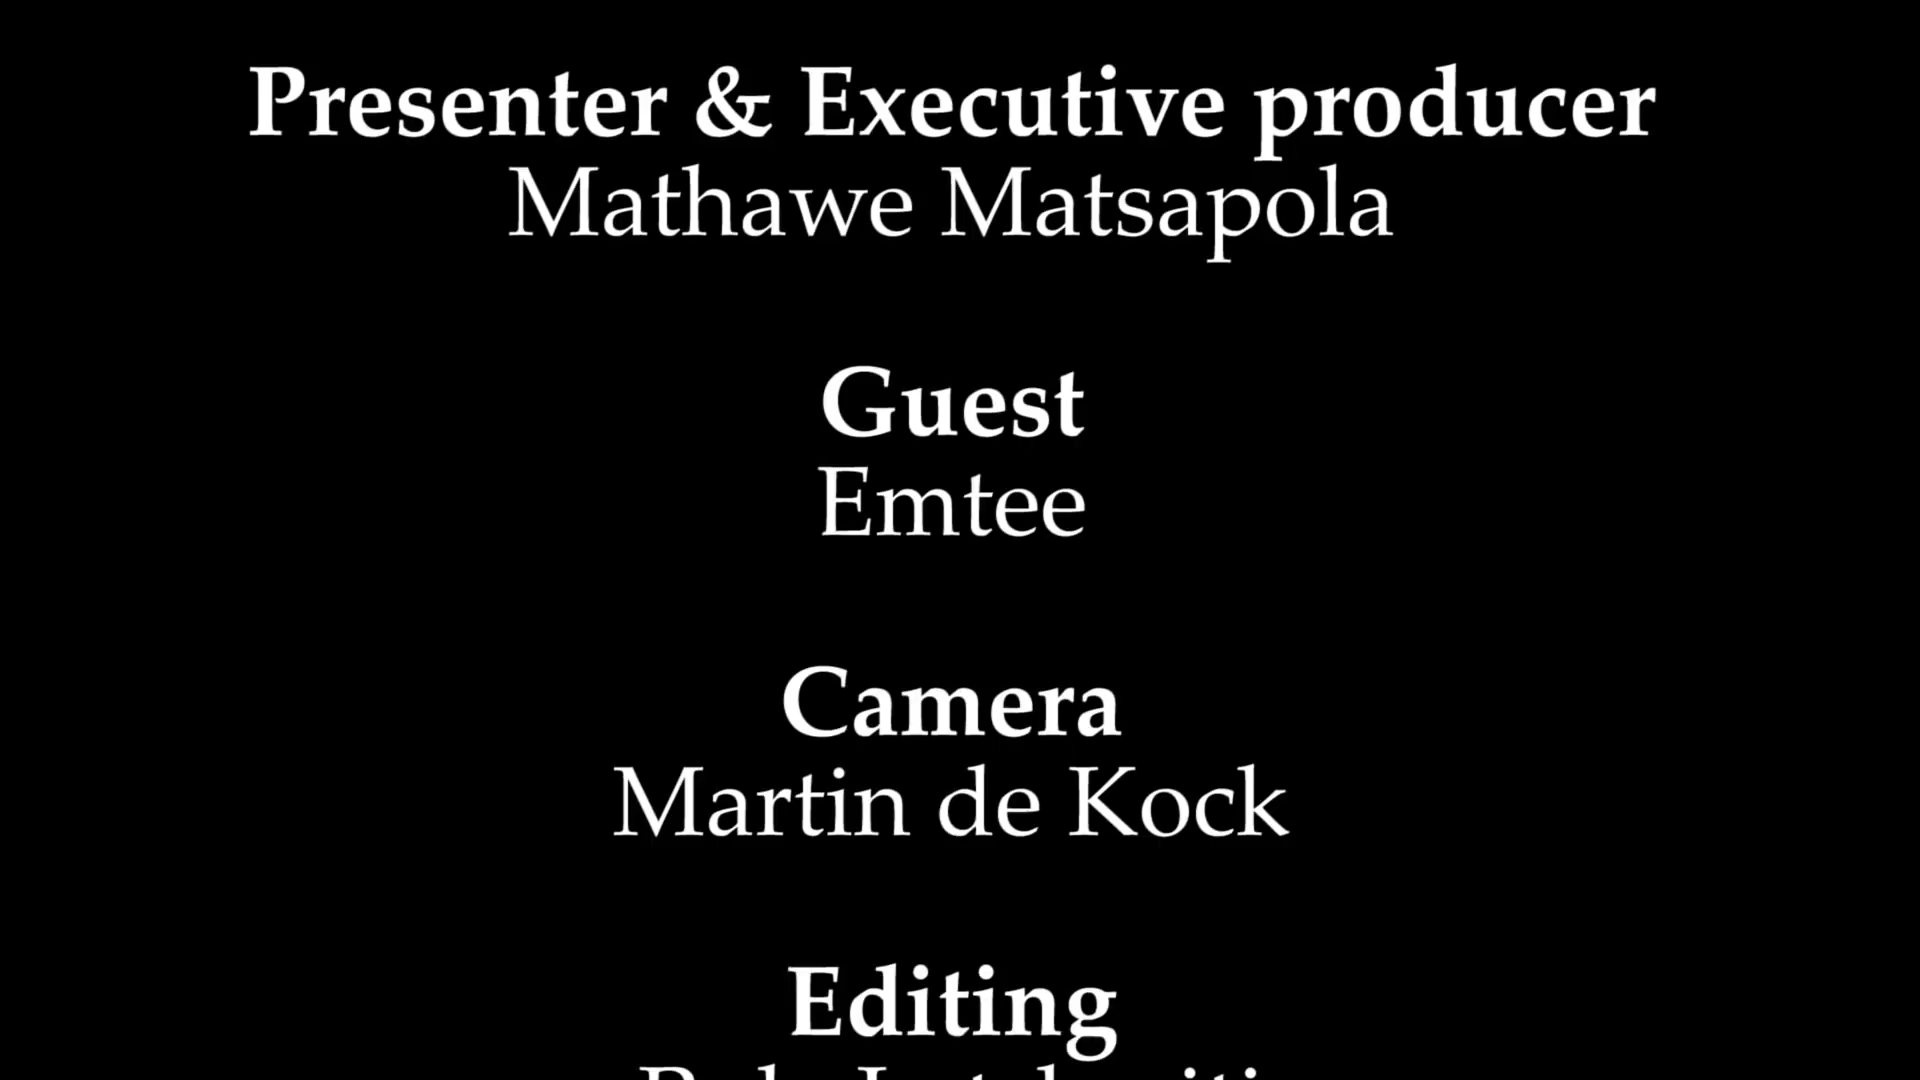 Presenter & Executive producer
Mathawe Matsapola
Guest
Emtee
Camera
Martin de Kock
Editing